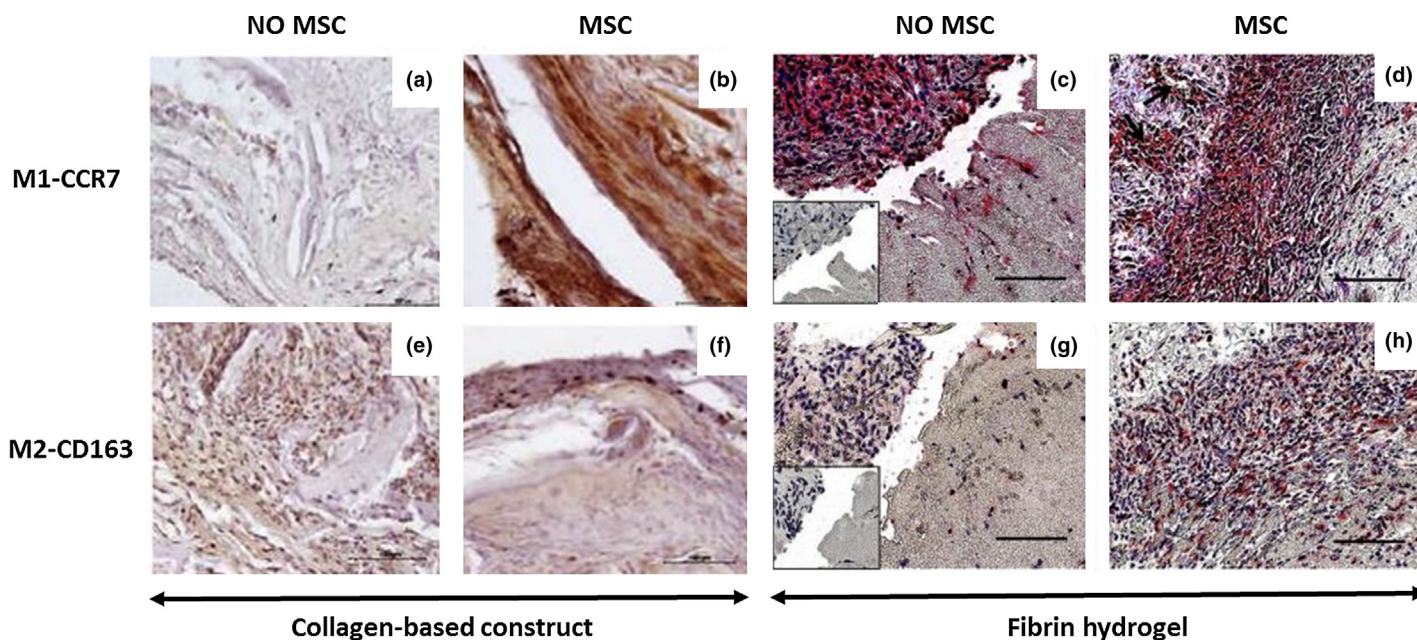 NO MSC MSC NO MSC MSC
(a) (b) (c) (d)
M1-CCR7
(e) (f) (g) (h)
M2-CD163
Collagen-based construct Fibrin hydrogel